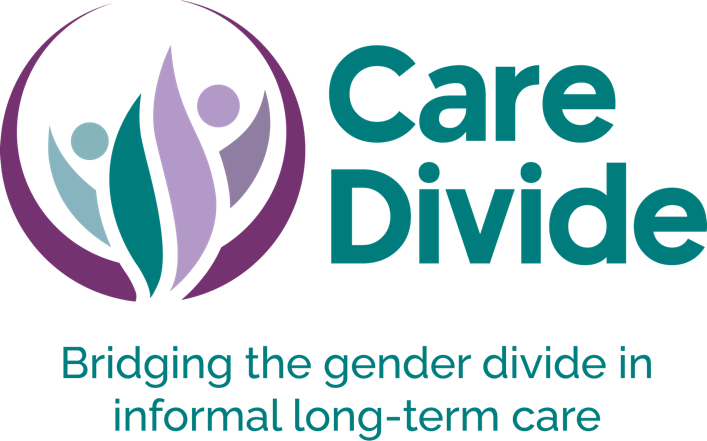 Care
Divide
Bridging the gender divide in
informal long-term care